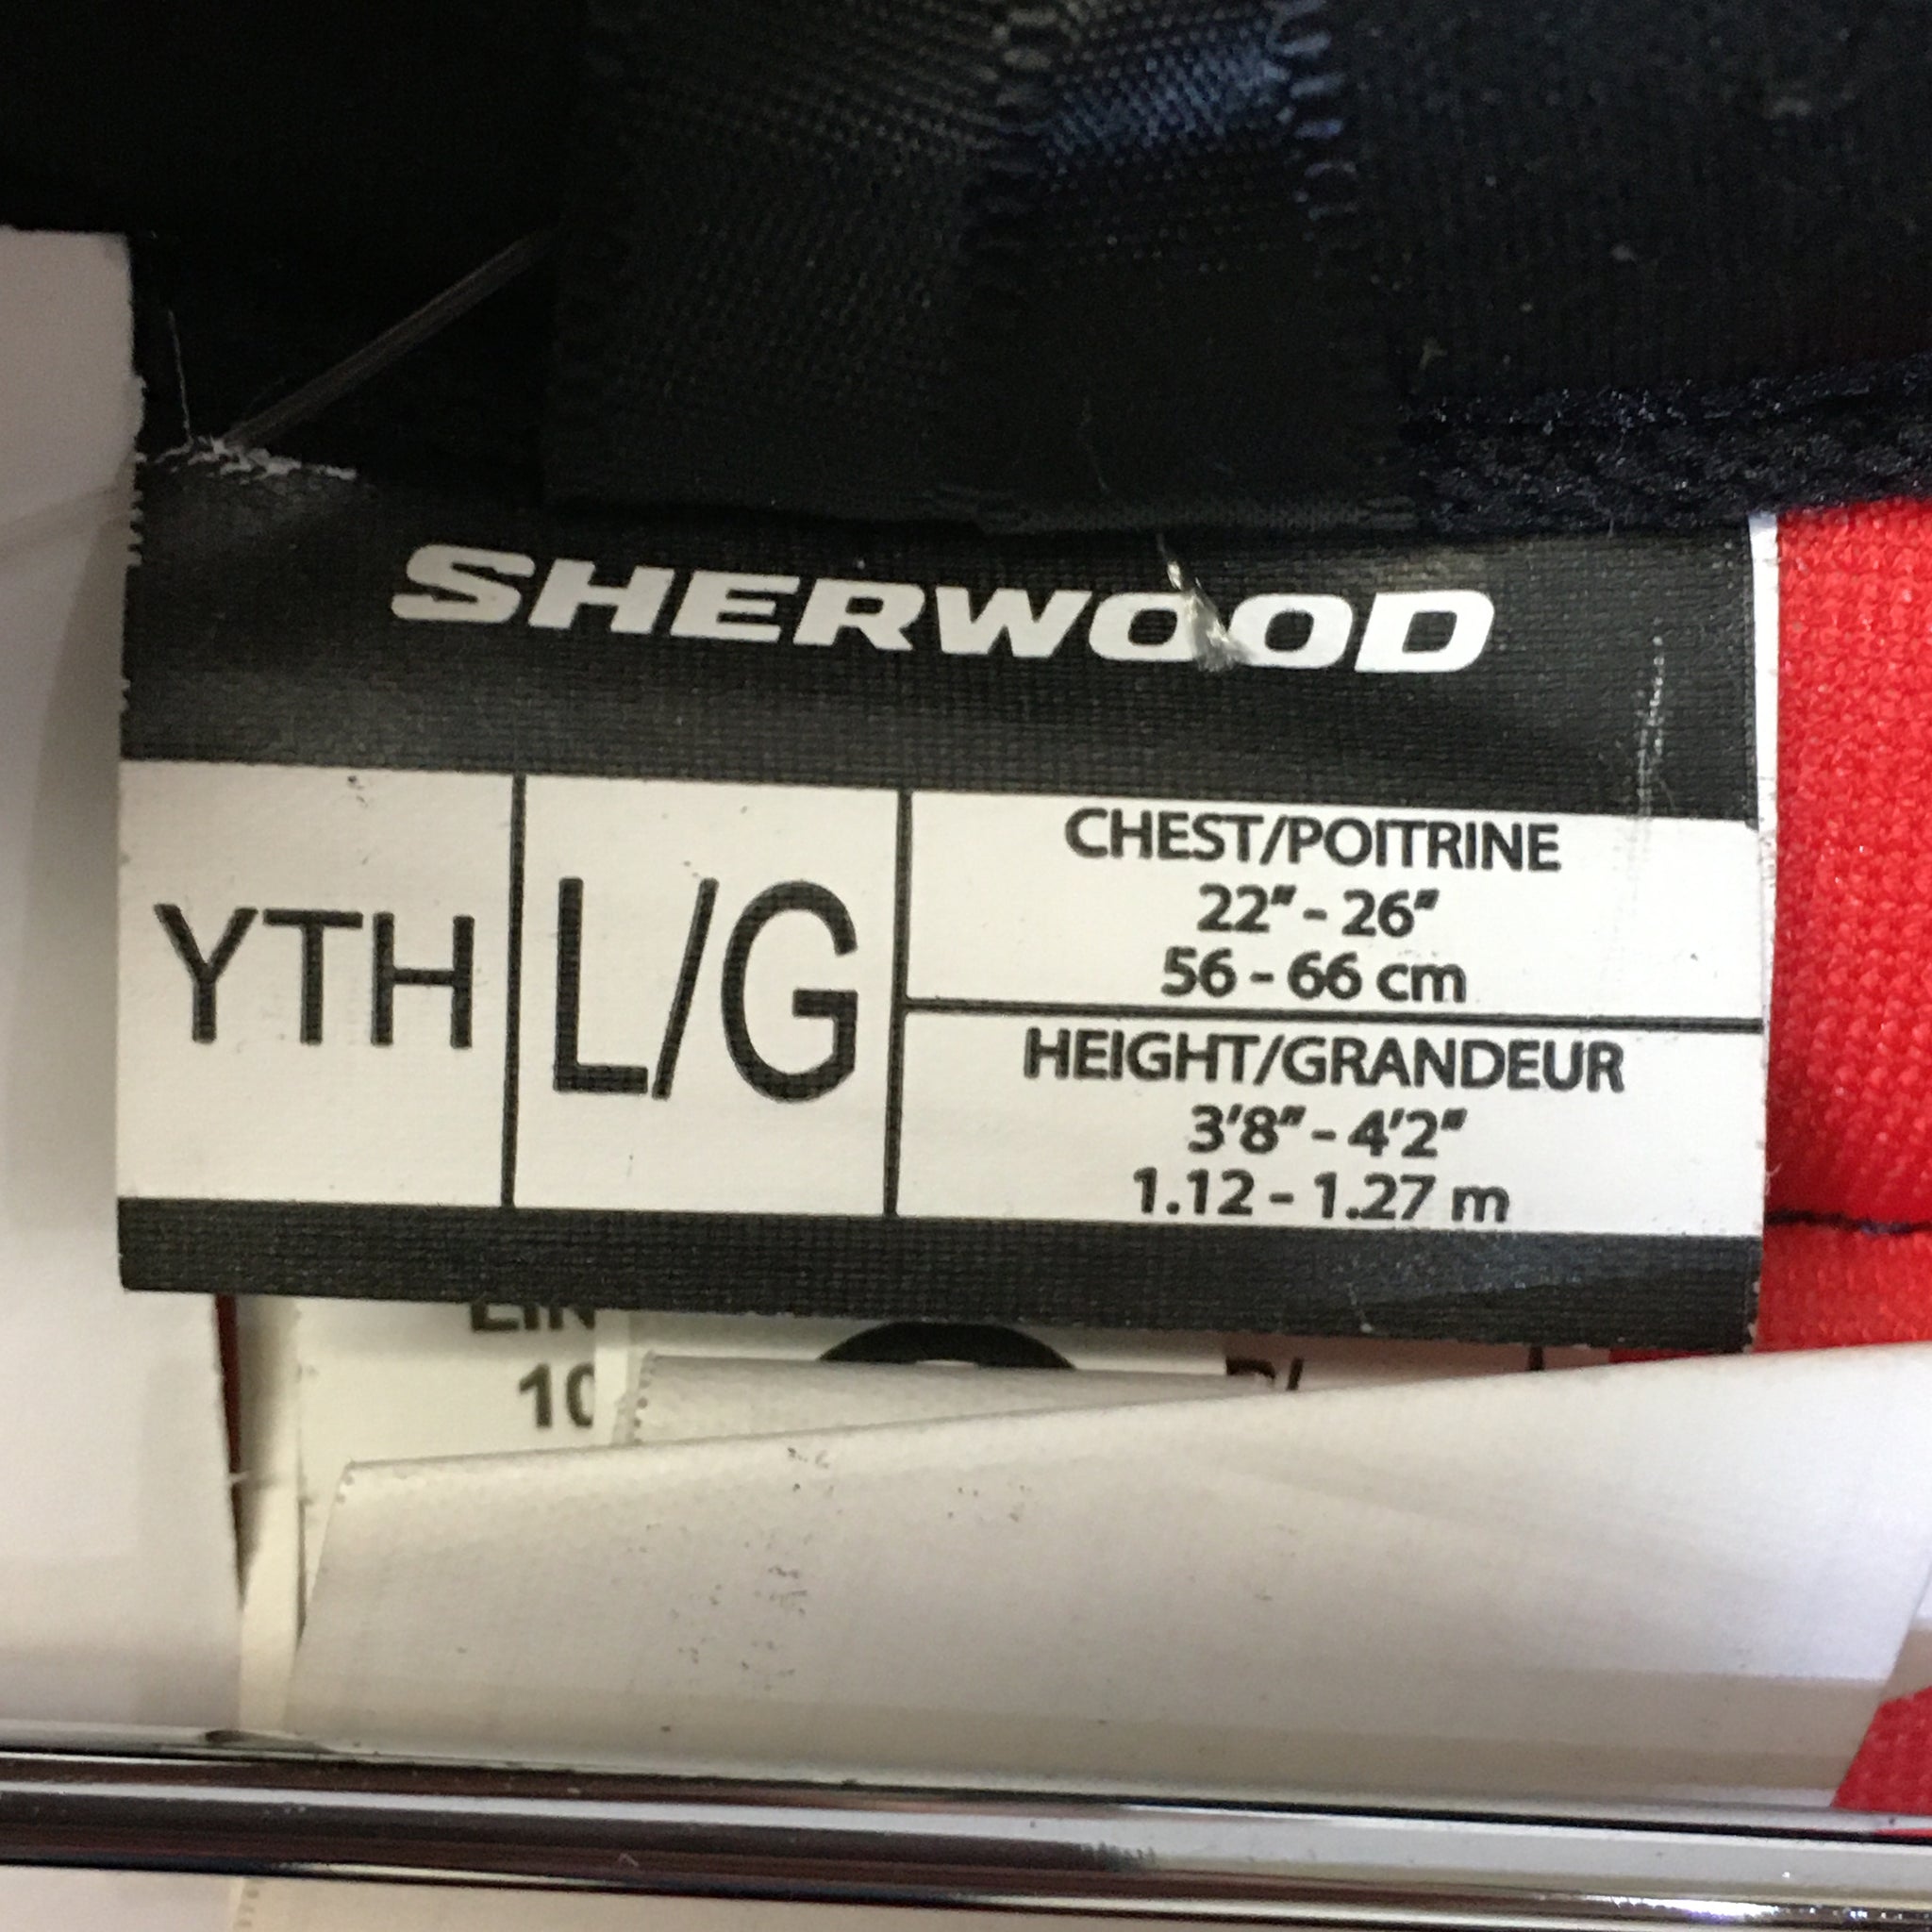 SHERWOOD
YTH
L/G
CHEST/POITRINE
22" - 26"
56 - 66 cm
HEIGHT/GRANDEUR
3'8" - 4'2"
1.12 - 1.27 m
10